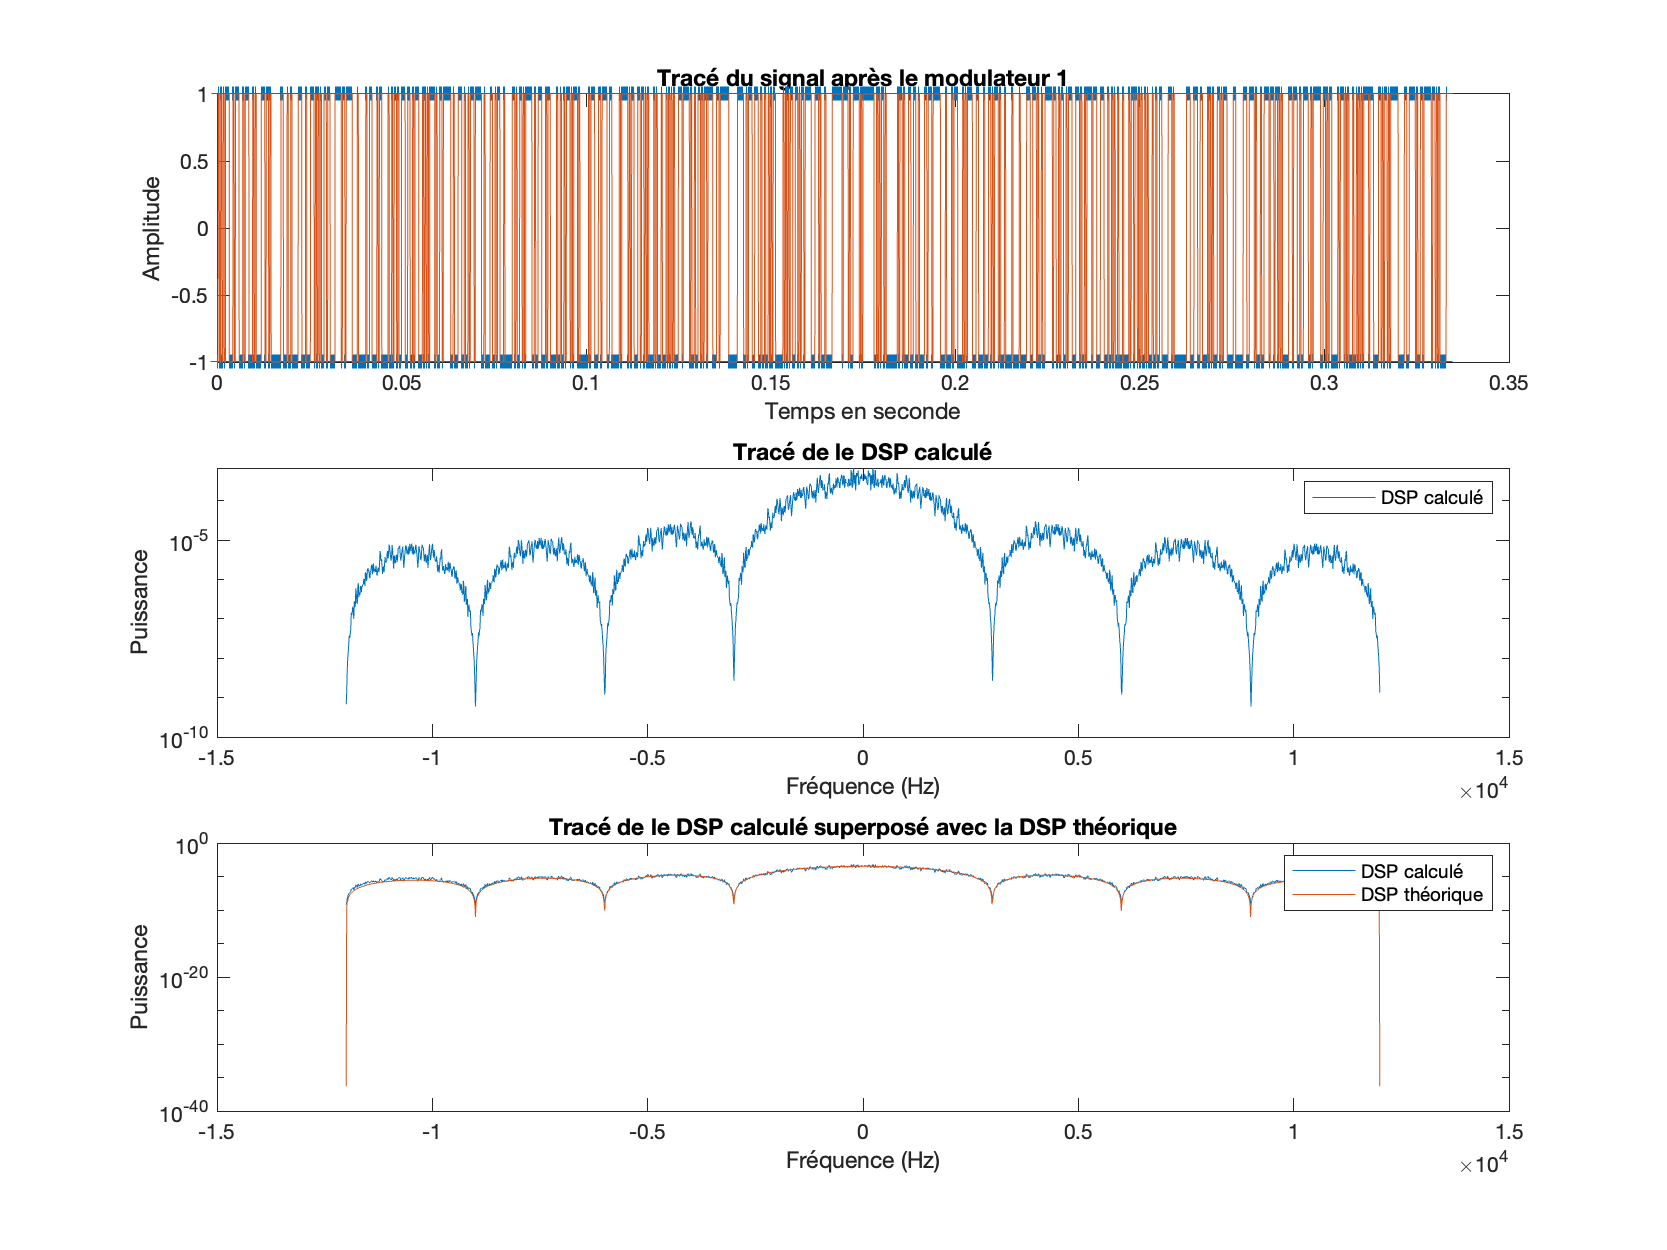 Tracé du signal après le modulateur 1
1
0.5
0
-0.5
-1
Amplitude
0 0.05 0.1 0.15 0.2 0.25 0.3 0.35
Temps en seconde
Tracé de le DSP calculé
DSP calculé
10^-5
10^-10
Puissance
-1.5 -1 -0.5 0 0.5 1 1.5
×10^4
Fréquence (Hz)
Tracé de le DSP calculé superposé avec la DSP théorique
DSP calculé
DSP théorique
10^0
10^-20
10^-40
Puissance
-1.5 -1 -0.5 0 0.5 1 1.5
×10^4
Fréquence (Hz)